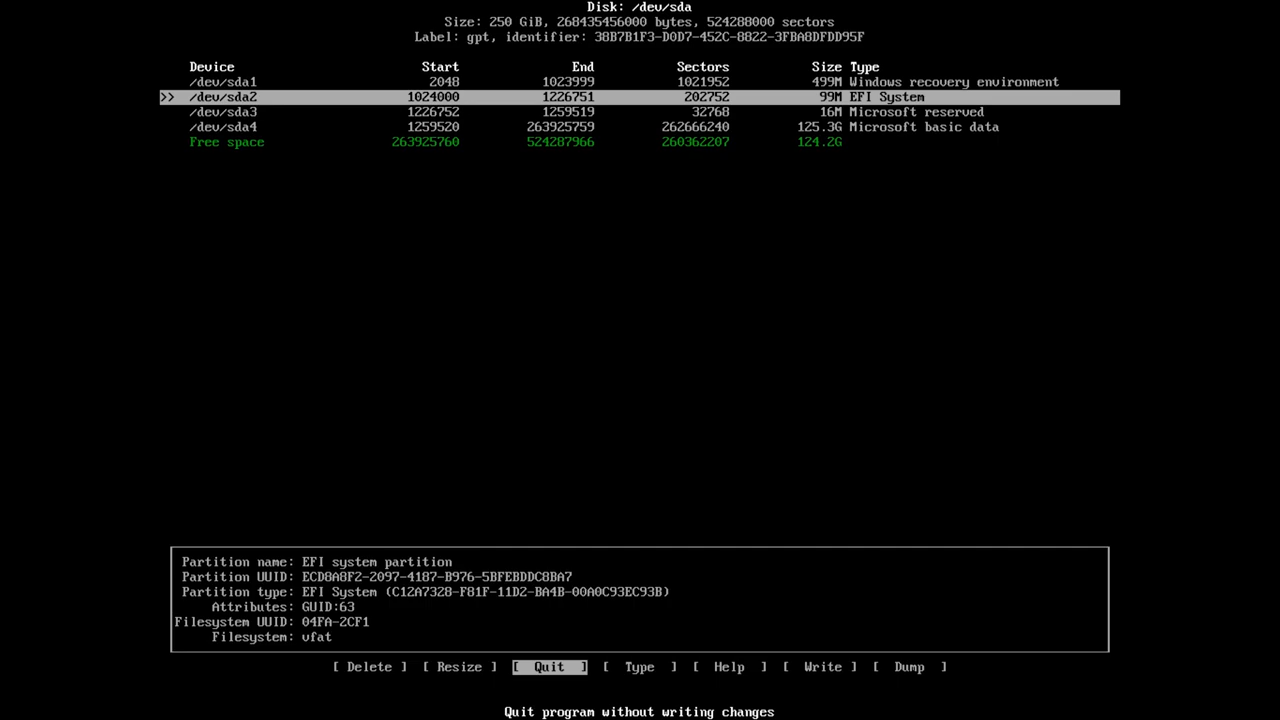 Disk: /dev/sda
Size: 250 GiB, 268435456000 bytes, 524288000 sectors
Label: gpt, identifier: 38B7B1F3-D0D7-452C-8822-3FBA8DFDD95F
Device Start End Sectors Size Type
/dev/sda1 2048 1023999 1021952 499M Windows recovery environment
>> /dev/sda2 1024000 1226751 202752 99M EFI System
/dev/sda3 1226752 1259519 32768 16M Microsoft reserved
/dev/sda4 1259520 263925759 262666240 125.3G Microsoft basic data
Free space 263925760 524287966 260362207 124.2G
Partition name: EFI system partition
Partition UUID: ECD8A8F2-2097-4187-B976-5BFEBDDC8BA7
Partition type: EFI System (C12A7328-F81F-11D2-BA4B-00A0C93EC93B)
Attributes: GUID:63
Filesystem UUID: 04FA-2CF1
Filesystem: vfat
[ Delete ] [ Resize ] [ Quit ] [ Type ] [ Help ] [ Write ] [ Dump ]
Quit program without writing changes